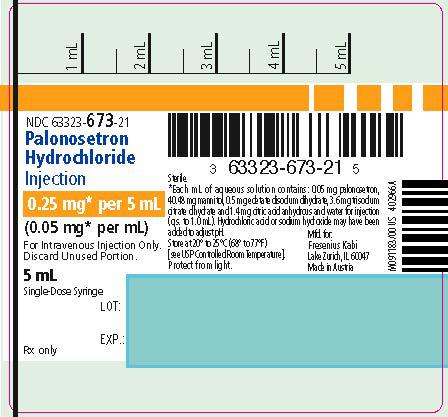 1 mL
2 mL
3 mL
4 mL
5 mL
NDC 63323-673-21
Palonosetron
Hydrochloride
Injection
0.25 mg* per 5 mL
(0.05 mg* per mL)
For Intravenous Injection Only.
Discard Unused Portion.
5 mL
Single-Dose Syringe
Rx only
3 63323-673-21 5
Sterile.
*Each mL of aqueous solution contains: 0.05 mg palonosetron,
40.48 mg mannitol, 0.5 mg edetate disodium dihydrate, 3.6 mg trisodium
citrate dihydrate and 1.4 mg citric acid anhydrous and water for injection
(q.s. to 1.0 mL). Hydrochloric acid or sodium hydroxide may have been
added to adjust pH.
Store at 20° to 25°C (68° to 77°F)
[see USP Controlled Room Temperature].
Protect from light.
Mfd. for:
Fresenius Kabi
Lake Zurich, IL 60047
Made in Austria
M091783/00 US 402966A
LOT:
EXP.: